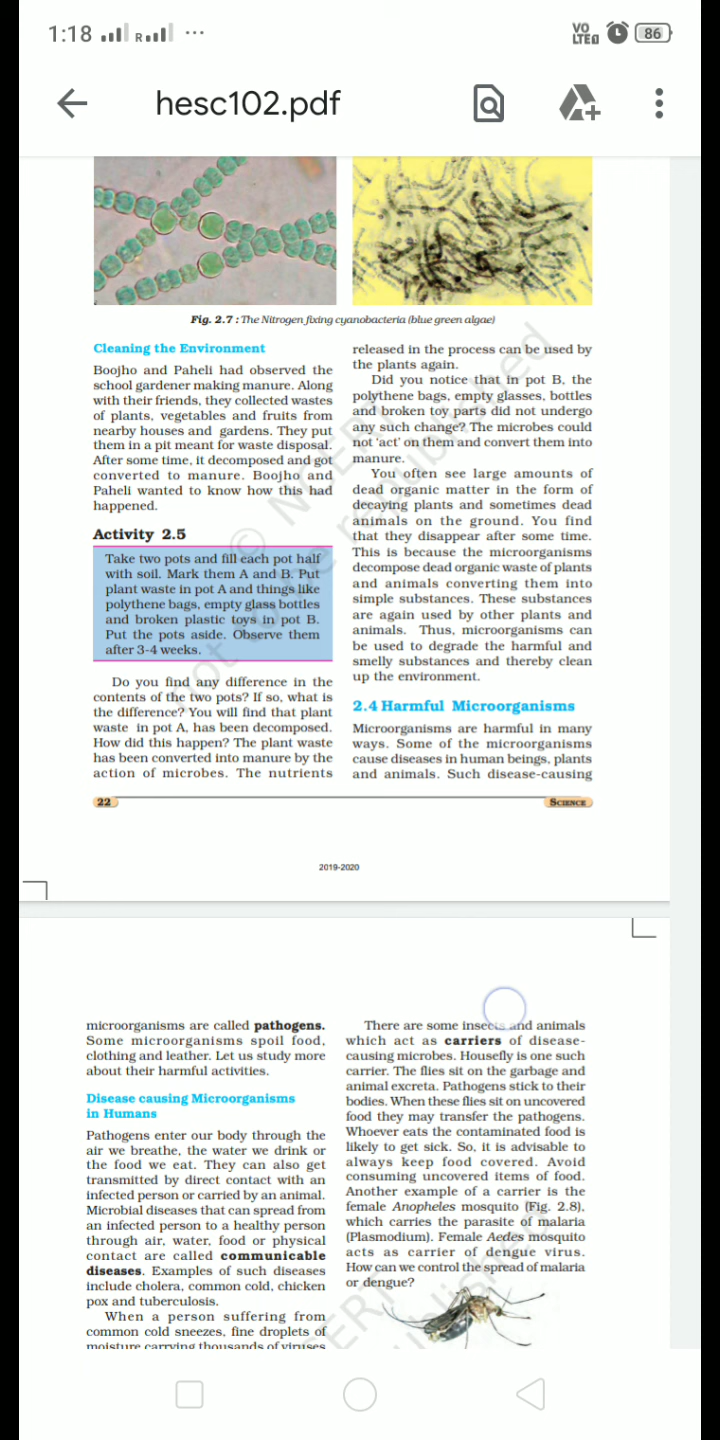 1:18 R ...
VO
LTE
86
hesc102.pdf
Fig. 2.7 : The Nitrogen fixing cyanobacteria (blue green algae)
Cleaning the Environment
Boojho and Paheli had observed the
school gardener making manure. Along
with their friends, they collected wastes
of plants, vegetables and fruits from
nearby houses and gardens. They put
them in a pit meant for waste disposal.
After some time, it decomposed and got
converted to manure. Boojho and
Paheli wanted to know how this had
happened.
Activity 2.5
Take two pots and fill each pot half
with soil. Mark them A and B. Put
plant waste in pot A and things like
polythene bags, empty glass bottles
and broken plastic toys in pot B.
Put the pots aside. Observe them
after 3-4 weeks.
Do you find any difference in the
contents of the two pots? If so, what is
the difference? You will find that plant
waste in pot A, has been decomposed.
How did this happen? The plant waste
has been converted into manure by the
action of microbes. The nutrients
released in the process can be used by
the plants again.
Did you notice that in pot B, the
polythene bags, empty glasses, bottles
and broken toy parts did not undergo
any such change? The microbes could
not 'act' on them and convert them into
manure.
You often see large amounts of
dead organic matter in the form of
decaying plants and sometimes dead
animals on the ground. You find
that they disappear after some time.
This is because the microorganisms
decompose dead organic waste of plants
and animals converting them into
simple substances. These substances
are again used by other plants and
animals. Thus, microorganisms can
be used to degrade the harmful and
smelly substances and thereby clean
up the environment.
2.4 Harmful Microorganisms
Microorganisms are harmful in many
ways. Some of the microorganisms
cause diseases in human beings, plants
and animals. Such disease-causing
© NCERT
not to be republished
22
SCIENCE
2019-2020
microorganisms are called pathogens.
Some microorganisms spoil food,
clothing and leather. Let us study more
about their harmful activities.
Disease causing Microorganisms
in Humans
Pathogens enter our body through the
air we breathe, the water we drink or
the food we eat. They can also get
transmitted by direct contact with an
infected person or carried by an animal.
Microbial diseases that can spread from
an infected person to a healthy person
through air, water, food or physical
contact are called communicable
diseases. Examples of such diseases
include cholera, common cold, chicken
pox and tuberculosis.
When a person suffering from
common cold sneezes, fine droplets of
moisture carrying thousands of viruses
There are some insects and animals
which act as carriers of disease-
causing microbes. Housefly is one such
carrier. The flies sit on the garbage and
animal excreta. Pathogens stick to their
bodies. When these flies sit on uncovered
food they may transfer the pathogens.
Whoever eats the contaminated food is
likely to get sick. So, it is advisable to
always keep food covered. Avoid
consuming uncovered items of food.
Another example of a carrier is the
female Anopheles mosquito (Fig. 2.8),
which carries the parasite of malaria
(Plasmodium). Female Aedes mosquito
acts as carrier of dengue virus.
How can we control the spread of malaria
or dengue?